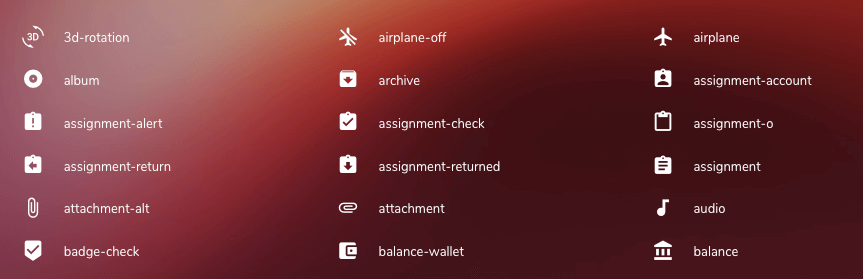 3D 3d-rotation airplane-off airplane
album archive assignment-account
assignment-alert assignment-check assignment-o
assignment-return assignment-returned assignment
attachment-alt attachment audio
badge-check balance-wallet balance